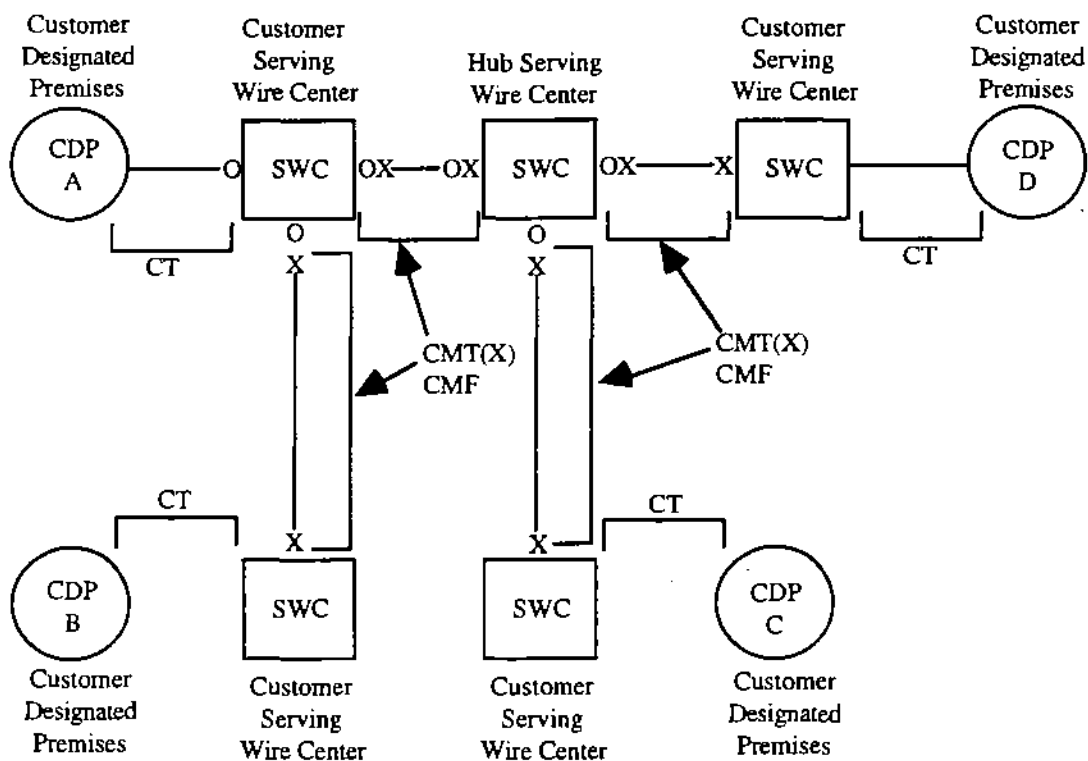 Customer
Designated
Premises
Customer
Serving
Wire Center
Hub Serving
Wire Center
Customer
Serving
Wire Center
Customer
Designated
Premises
CDP
A
O
SWC
OX
OX
SWC
OX
X
SWC
CDP
D
CT
O
X
O
X
CT
CMT(X)
CMF
CMT(X)
CMF
CT
X
X
CT
CDP
B
SWC
SWC
CDP
C
Customer
Designated
Premises
Customer
Serving
Wire Center
Customer
Serving
Wire Center
Customer
Designated
Premises